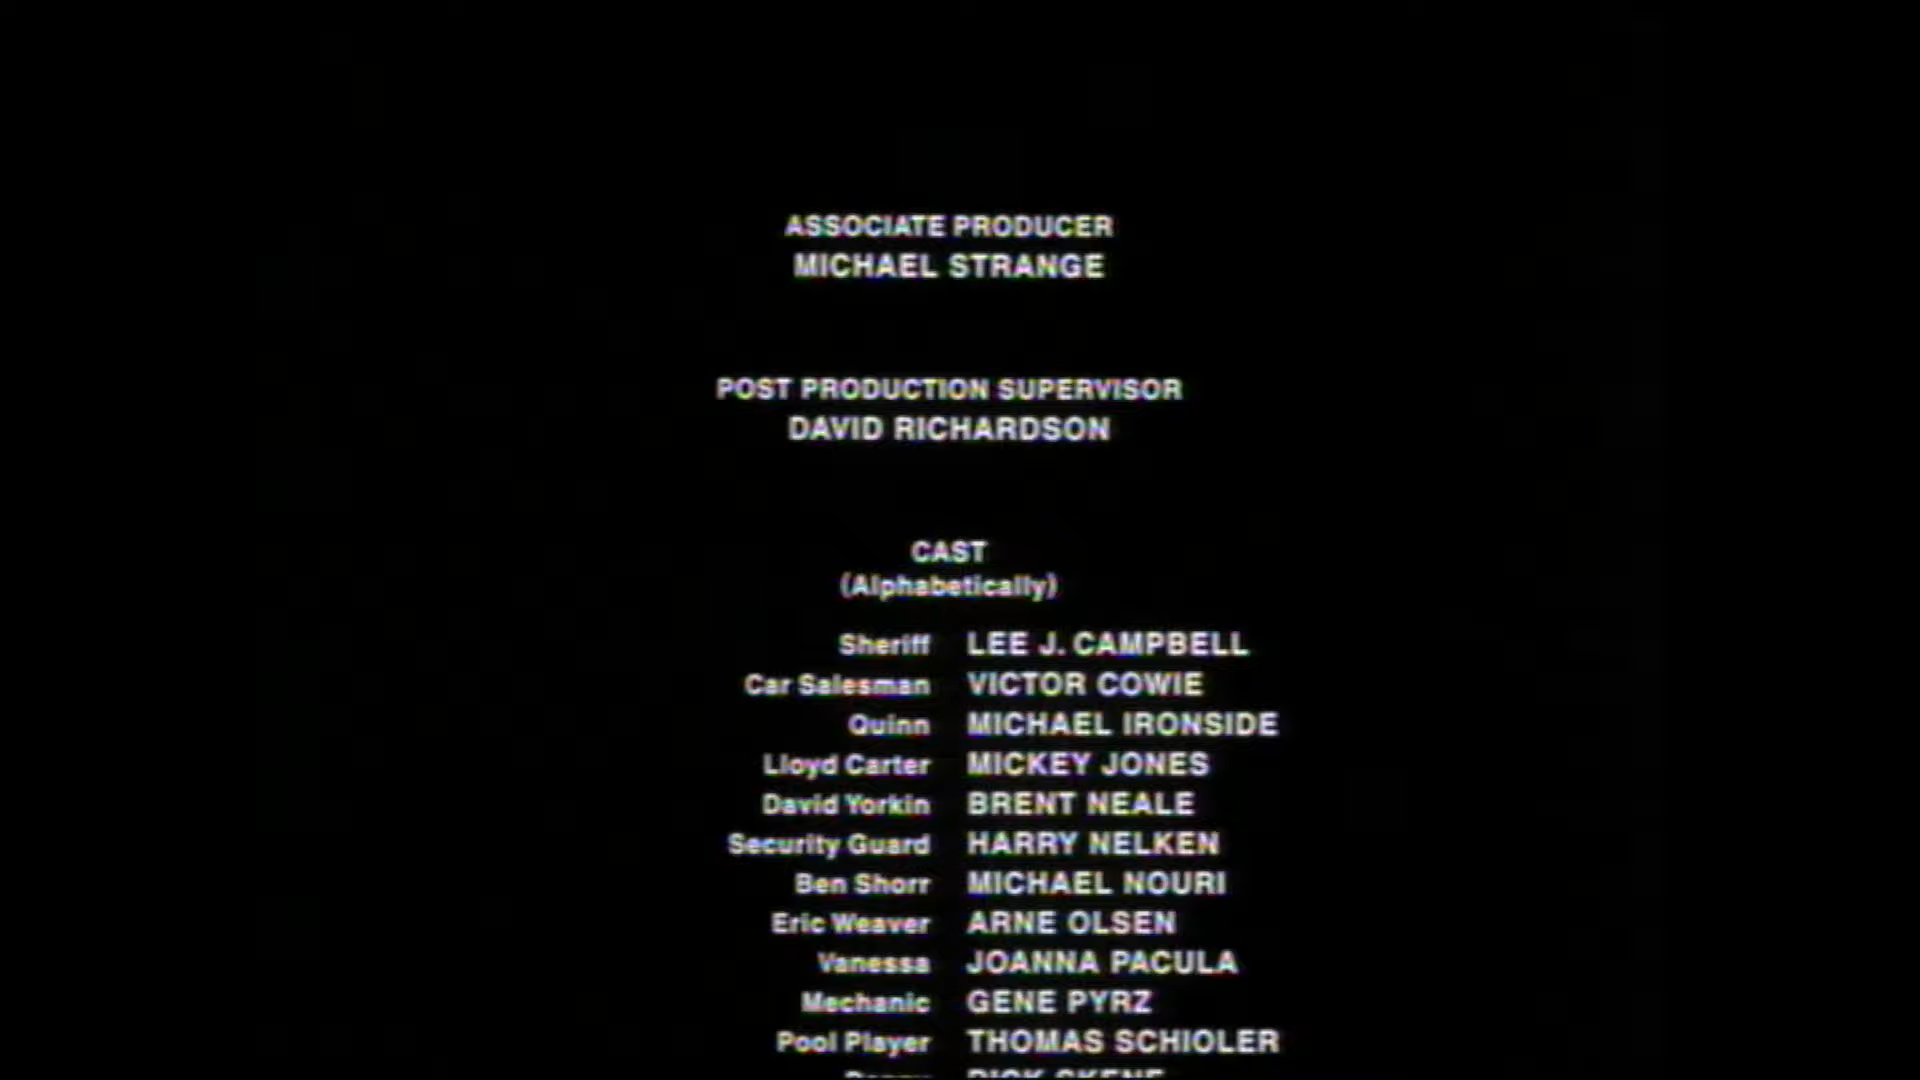 ASSOCIATE PRODUCER
MICHAEL STRANGE
POST PRODUCTION SUPERVISOR
DAVID RICHARDSON
CAST
(Alphabetically)
Sheriff LEE J. CAMPBELL
Car Salesman VICTOR COWIE
Quinn MICHAEL IRONSIDE
Lloyd Carter MICKEY JONES
David Yorkin BRENT NEALE
Security Guard HARRY NELKEN
Ben Shorr MICHAEL NOURI
Eric Weaver ARNE OLSEN
Vanessa JOANNA PACULA
Mechanic GENE PYRZ
Pool Player THOMAS SCHIOLER
RICK SKENE